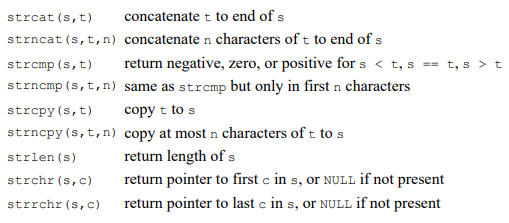 strcat(s,t) concatenate t to end of s
strncat(s,t,n) concatenate n characters of t to end of s
strcmp(s,t) return negative, zero, or positive for s < t, s == t, s > t
strncmp(s,t,n) same as strcmp but only in first n characters
strcpy(s,t) copy t to s
strncpy(s,t,n) copy at most n characters of t to s
strlen(s) return length of s
strchr(s,c) return pointer to first c in s, or NULL if not present
strrchr(s,c) return pointer to last c in s, or NULL if not present